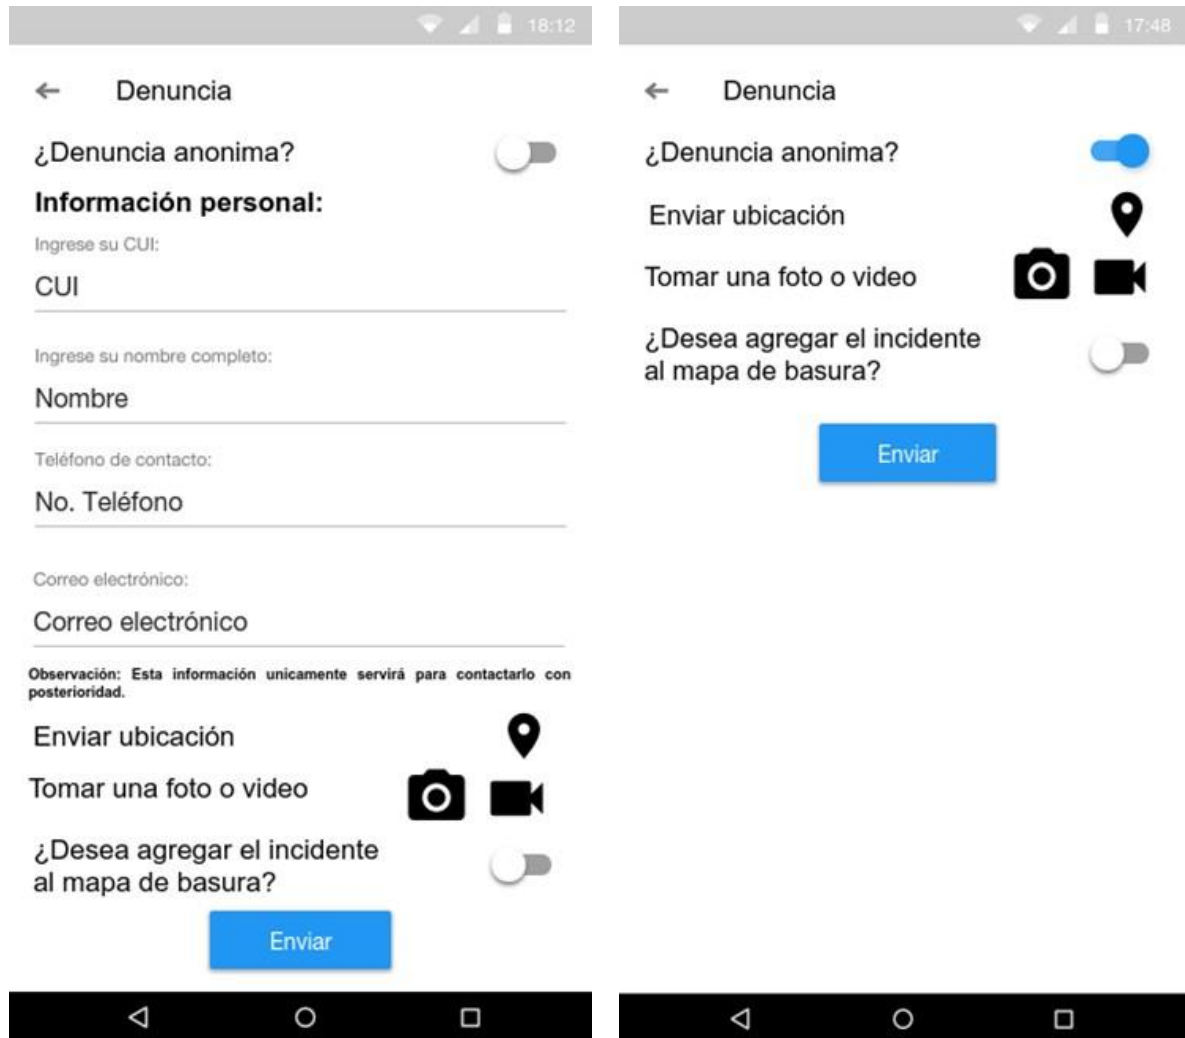 18:12
Denuncia
¿Denuncia anonima?
Información personal:
Ingrese su CUI:
CUI
Ingrese su nombre completo:
Nombre
Teléfono de contacto:
No. Teléfono
Correo electrónico:
Correo electrónico
Observación: Esta información unicamente servirá para contactarlo con
posterioridad.
Enviar ubicación
Tomar una foto o video
¿Desea agregar el incidente
al mapa de basura?
Enviar
17:48
Denuncia
¿Denuncia anonima?
Enviar ubicación
Tomar una foto o video
¿Desea agregar el incidente
al mapa de basura?
Enviar